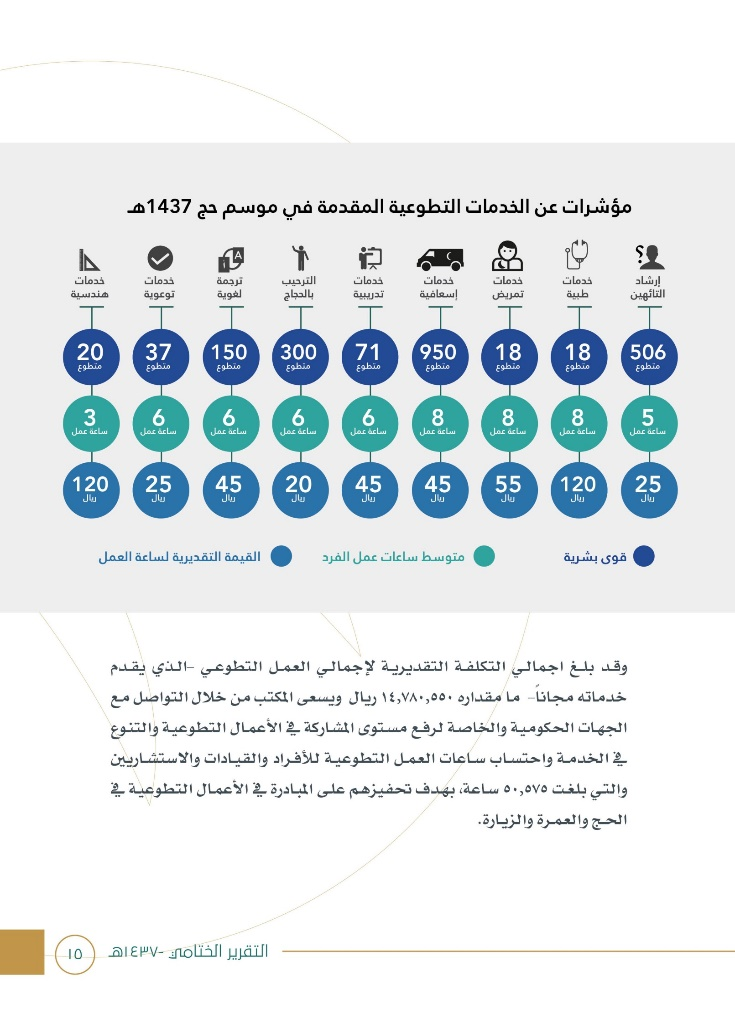 مؤشرات عن الخدمات التطوعية المقدمة في موسم حج 1437هـ
إرشاد التائهين
خدمات طبية
خدمات تمريض
خدمات إسعافية
خدمات تدريبية
الترحيب بالحجاج
ترجمة لغوية
خدمات توعوية
خدمات هندسية
506 متطوع
18 متطوع
18 متطوع
950 متطوع
71 متطوع
300 متطوع
150 متطوع
37 متطوع
20 متطوع
5 ساعة عمل
8 ساعة عمل
8 ساعة عمل
8 ساعة عمل
6 ساعة عمل
6 ساعة عمل
6 ساعة عمل
6 ساعة عمل
3 ساعة عمل
25 ريال
120 ريال
55 ريال
45 ريال
45 ريال
20 ريال
45 ريال
25 ريال
120 ريال
قوى بشرية
متوسط ساعات عمل الفرد
القيمة التقديرية لساعة العمل
وقد بلغ اجمالي التكلفة التقديرية لإجمالي العمل التطوعي –الذي يقدم
خدماته مجاناً– ما مقداره ١٤,٧٨٠,٥٥٠ ريال ويسعى المكتب من خلال التواصل مع
الجهات الحكومية والخاصة لرفع مستوى المشاركة في الأعمال التطوعية والتنوع
في الخدمة واحتساب ساعات العمل التطوعية للأفراد والقيادات والاستشاريين
والتي بلغت ٥٠,٥٧٥ ساعة، بهدف تحفيزهم على المبادرة في الأعمال التطوعية في
الحج والعمرة والزيارة.
التقرير الختامي -١٤٣٧هـ
١٥